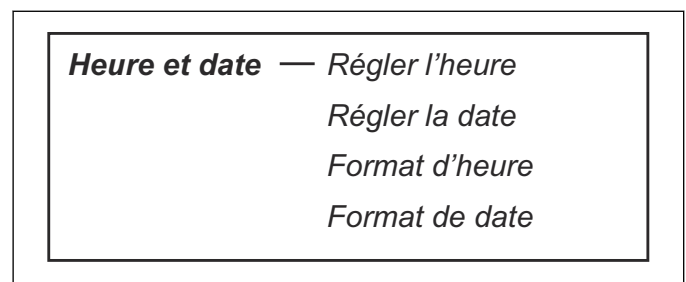 Heure et date — Régler l’heure
Régler la date
Format d’heure
Format de date